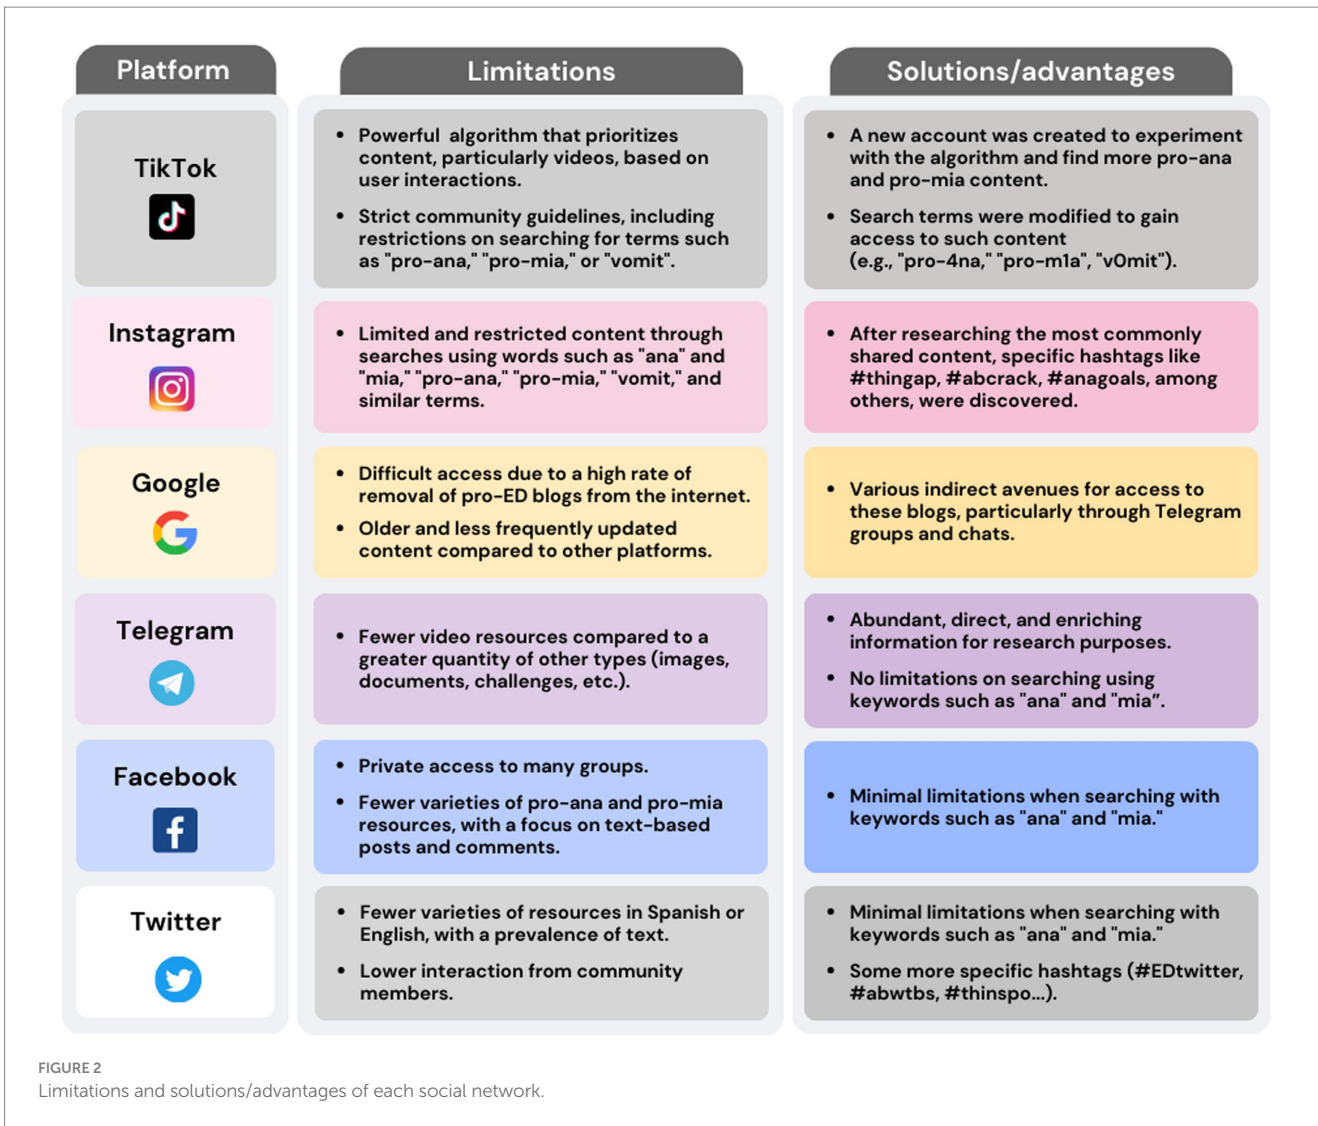 Platform
Limitations
Solutions/advantages
TikTok
• Powerful algorithm that prioritizes
content, particularly videos, based on
user interactions.
• Strict community guidelines, including
restrictions on searching for terms such
as "pro-ana," "pro-mia," or "vomit".
• A new account was created to experiment
with the algorithm and find more pro-ana
and pro-mia content.
• Search terms were modified to gain
access to such content
(e.g., "pro-4na," "pro-m1a", "v0mit").
Instagram
• Limited and restricted content through
searches using words such as "ana" and
"mia," "pro-ana," "pro-mia," "vomit," and
similar terms.
• After researching the most commonly
shared content, specific hashtags like
#thingap, #abcrack, #anagoals, among
others, were discovered.
Google
• Difficult access due to a high rate of
removal of pro-ED blogs from the internet.
• Older and less frequently updated
content compared to other platforms.
• Various indirect avenues for access to
these blogs, particularly through Telegram
groups and chats.
Telegram
• Fewer video resources compared to a
greater quantity of other types (images,
documents, challenges, etc.).
• Abundant, direct, and enriching
information for research purposes.
• No limitations on searching using
keywords such as "ana" and "mia”.
Facebook
• Private access to many groups.
• Fewer varieties of pro-ana and pro-mia
resources, with a focus on text-based
posts and comments.
• Minimal limitations when searching with
keywords such as "ana" and "mia."
Twitter
• Fewer varieties of resources in Spanish or
English, with a prevalence of text.
• Lower interaction from community
members.
• Minimal limitations when searching with
keywords such as "ana" and "mia."
• Some more specific hashtags (#EDtwitter,
#abwtbs, #thinspo...).
FIGURE 2
Limitations and solutions/advantages of each social network.